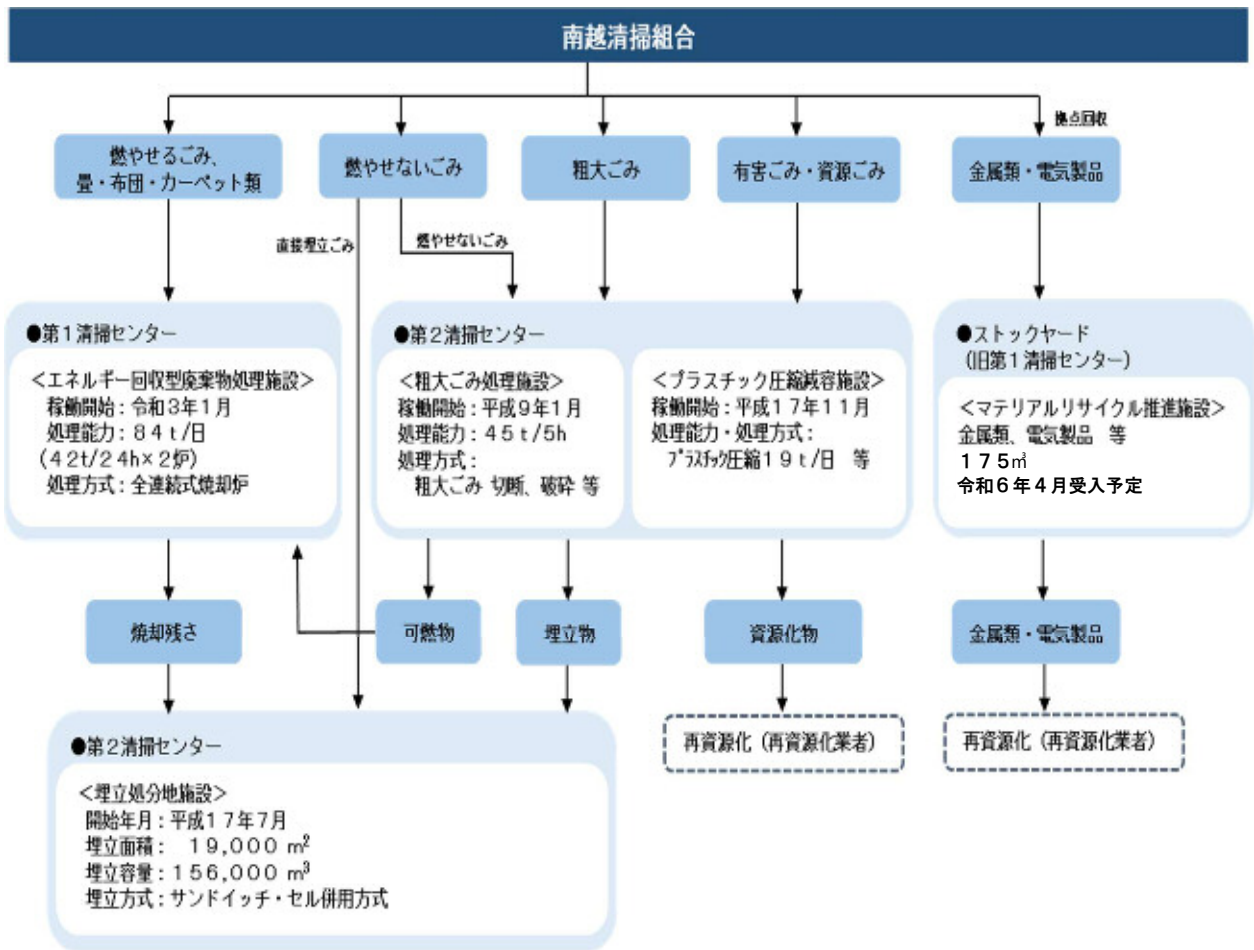 南越清掃組合
拠点回収
燃やせるごみ、
畳・布団・カーペット類
燃やせないごみ
粗大ごみ
有害ごみ・資源ごみ
金属類・電気製品
直接埋立ごみ
燃やせないごみ
●第1清掃センター
＜エネルギー回収型廃棄物処理施設＞
稼働開始：令和3年1月
処理能力：84t/日
(42t/24h×2炉)
処理方式：全連続式焼却炉
●第2清掃センター
＜粗大ごみ処理施設＞
稼働開始：平成9年1月
処理能力：45t/5h
処理方式：
粗大ごみ 切断、破砕 等
＜プラスチック圧縮減容施設＞
稼働開始：平成17年11月
処理能力・処理方式：
プラスチック圧縮19t/日 等
●ストックヤード
(旧第1清掃センター)
＜マテリアルリサイクル推進施設＞
金属類、電気製品 等
175㎡
令和6年4月受入予定
焼却残さ
可燃物
埋立物
資源化物
金属類・電気製品
●第2清掃センター
＜埋立処分地施設＞
開始年月：平成17年7月
埋立面積： 19,000 m²
埋立容量：156,000 m³
埋立方式：サンドイッチ・セル併用方式
再資源化（再資源化業者）
再資源化（再資源化業者）